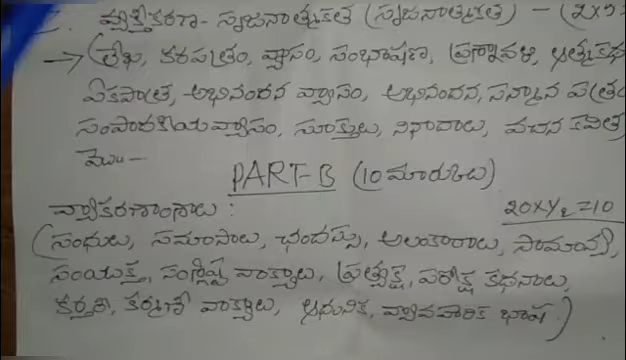 వ్యక్తీకరణ - సృజనాత్మకత (సృజనాత్మకత) - (2x5
→ (లేఖ, కరపత్రం, వ్యాసం, సంభాషణ, ప్రశ్నావళి, ఆత్మకథ
ఏకపాత్ర, అభినందన వ్యాసం, అభినందన, సన్మాన పత్రం
సంపాదకీయ వ్యాసం, సూక్తులు, నినాదాలు, వచన కవిత
మొ॥ -
PART-B (10 మార్కులు)
వ్యాకరణాంశాలు : 20x½=10
(సంధులు, సమాసాలు, ఛందస్సు, అలంకారాలు, సామాన్య,
సంయుక్త, సంశ్లిష్ట వాక్యాలు, ప్రత్యక్ష, పరోక్ష కథనాలు,
కర్తరి, కర్మణి వాక్యాలు, ఆధునిక, వ్యావహారిక భాష)